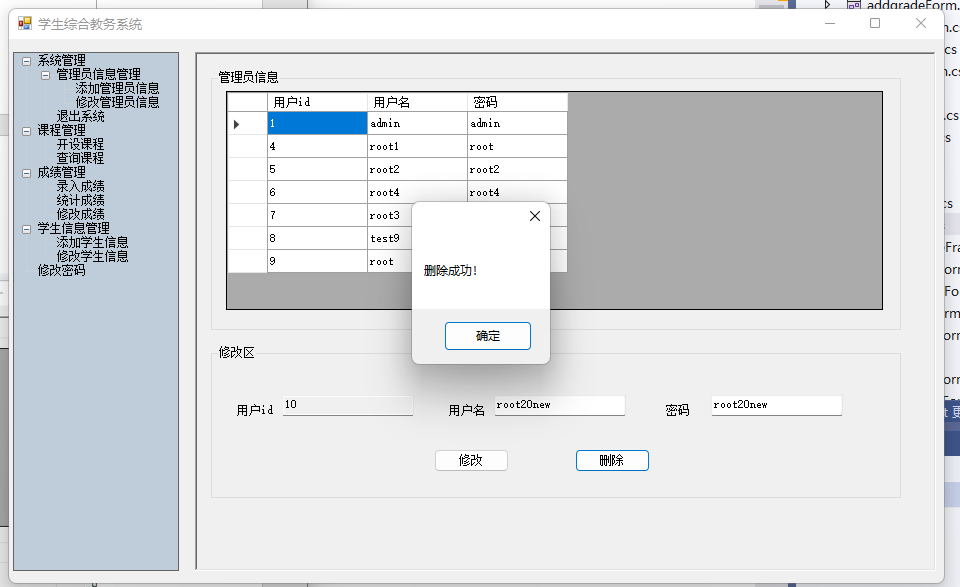 addgradeForm.
学生综合教务系统
系统管理
管理员信息管理
添加管理员信息
修改管理员信息
退出系统
课程管理
开设课程
查询课程
成绩管理
录入成绩
统计成绩
修改成绩
学生信息管理
添加学生信息
修改学生信息
修改密码
管理员信息
用户id 用户名 密码
1 admin admin
4 root1 root
5 root2 root2
6 root4 root4
7 root3
8 test9
9 root
删除成功!
确定
修改区
用户id 10 用户名 root20new 密码 root20new
修改 删除